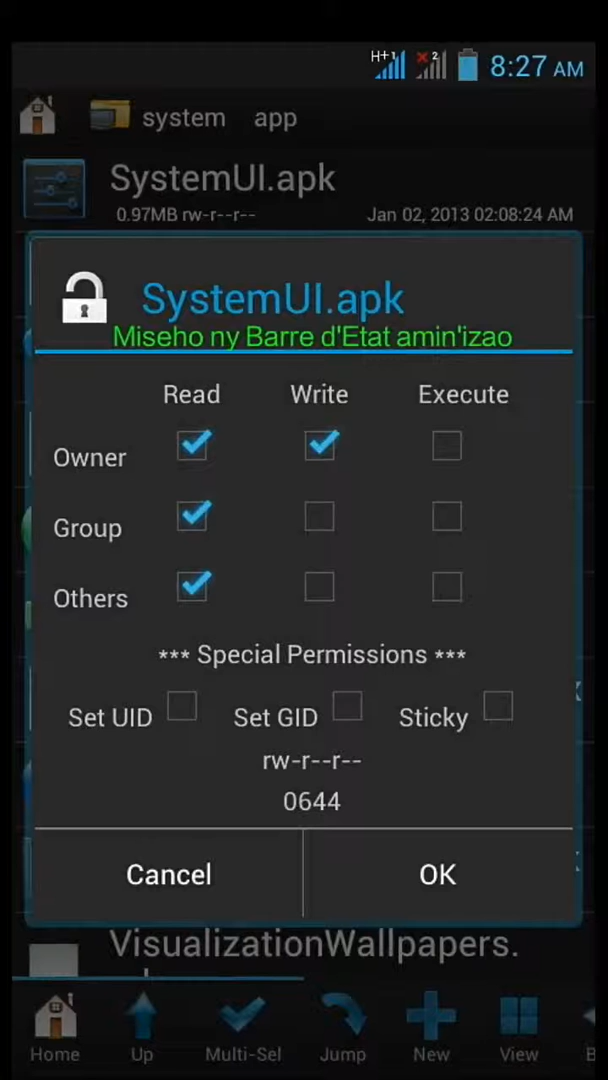 H+ 1 2 8:27 AM
system app
SystemUI.apk
0.97MB rw-r--r-- Jan 02, 2013 02:08:24 AM
SystemUI.apk
Miseho ny Barre d'Etat amin'izao
Read Write Execute
Owner
Group
Others
*** Special Permissions ***
Set UID Set GID Sticky
rw-r--r--
0644
Cancel OK
VisualizationWallpapers.
Home Up Multi-Sel Jump New View